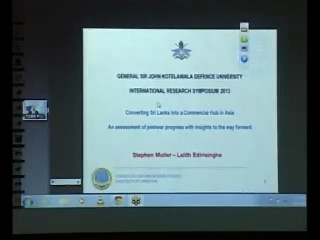 GENERAL SIR JOHN KOTELAWALA DEFENCE UNIVERSITY
INTERNATIONAL RESEARCH SYMPOSIUM 2013
Converting Sri Lanka into a Commercial Hub in Asia
An assessment of postwar progress with insights to the way forward
Stephen Muller – Lalith Edirisinghe